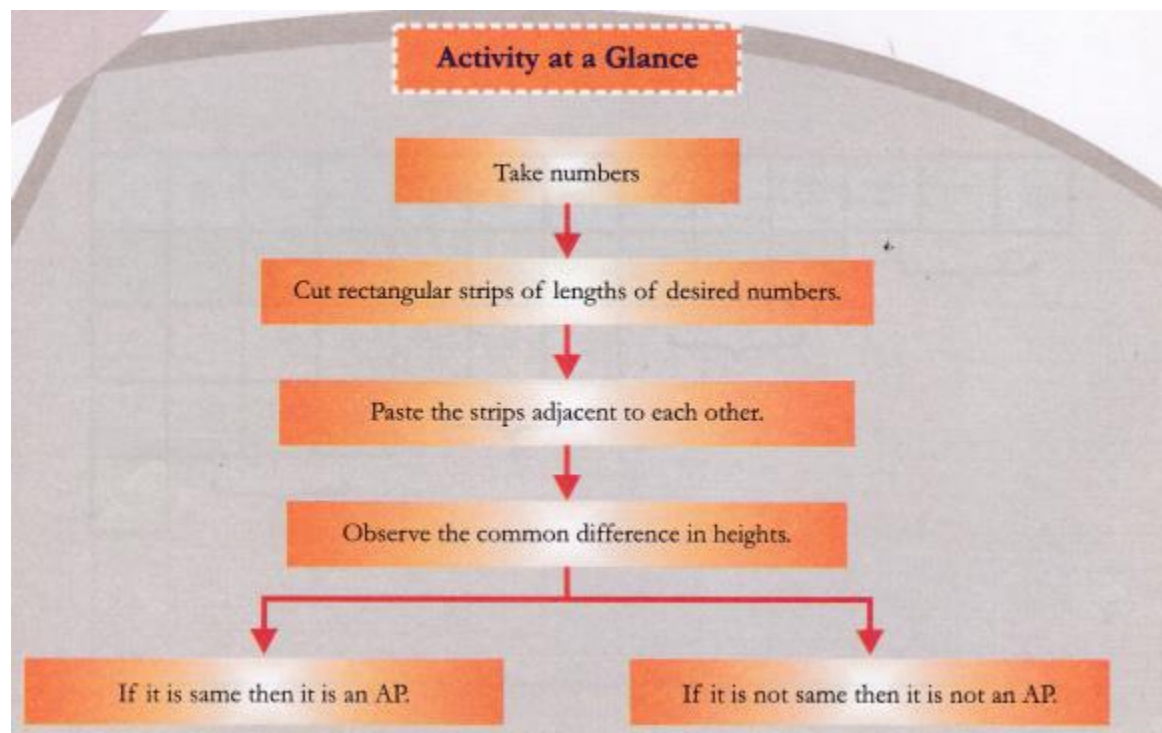 Activity at a Glance
Take numbers
Cut rectangular strips of lengths of desired numbers.
Paste the strips adjacent to each other.
Observe the common difference in heights.
If it is same then it is an AP.
If it is not same then it is not an AP.